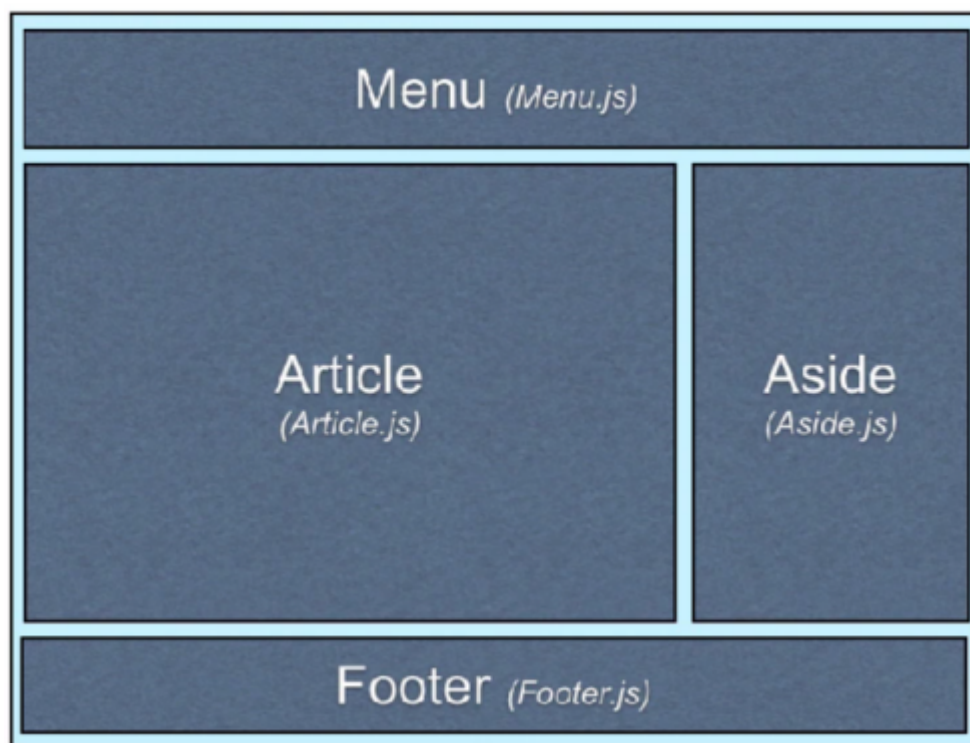 Menu (Menu.js)
Article
(Article.js)
Aside
(Aside.js)
Footer (Footer.js)